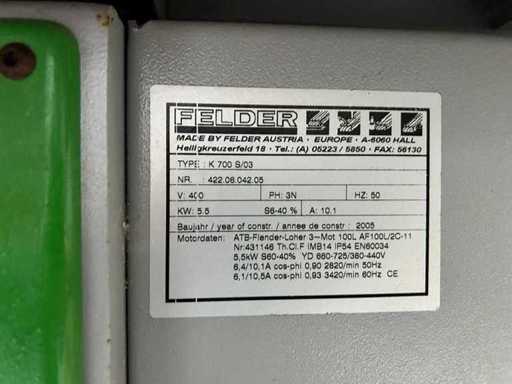 FELDER
MADE BY FELDER AUSTRIA · EUROPE · A-6060 HALL
Heiligkreuzerfeld 18 · Tel.: (A) 05223 / 5850 · FAX: 56130
TYPE: K 700 S/03
NR. : 422.08.042.05
V: 400 PH: 3N HZ: 50
KW: 5.5 S6-40 % A: 10.1
Baujahr / year of constr. / annee de constr : 2005
Motordaten: ATB-Flender-Loher 3~Mot 100L AF100L/2C-11
Nr:431146 Th.Cl.F IMB14 IP54 EN60034
5,5kW S60-40% YD 660-725/380-440V
6,4/10,1A cos-phi 0,90 2820/min 50Hz
6,1/10,5A cos-phi 0,93 3420/min 60Hz CE